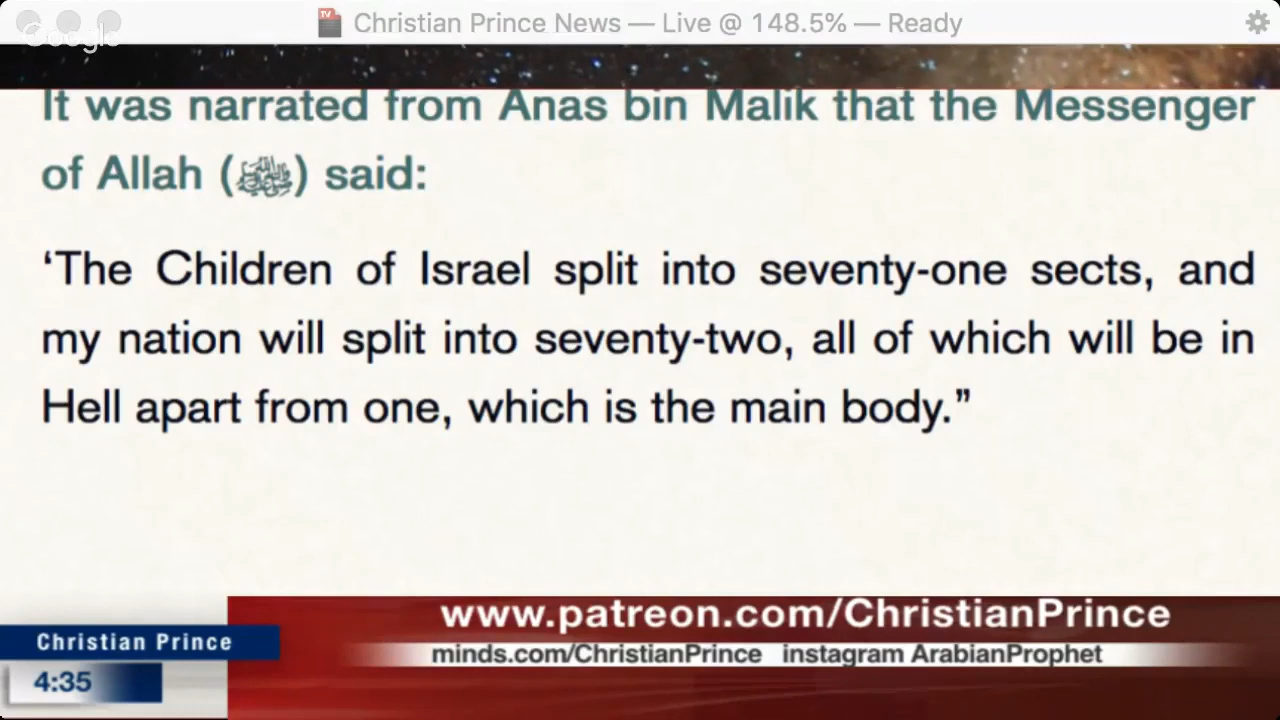 TV
Christian Prince News — Live @ 148.5% — Ready
Google
It was narrated from Anas bin Malik that the Messenger
of Allah (ﷺ) said:
‘The Children of Israel split into seventy-one sects, and
my nation will split into seventy-two, all of which will be in
Hell apart from one, which is the main body.”
www.patreon.com/ChristianPrince
Christian Prince
minds.com/ChristianPrince instagram ArabianProphet
4:35